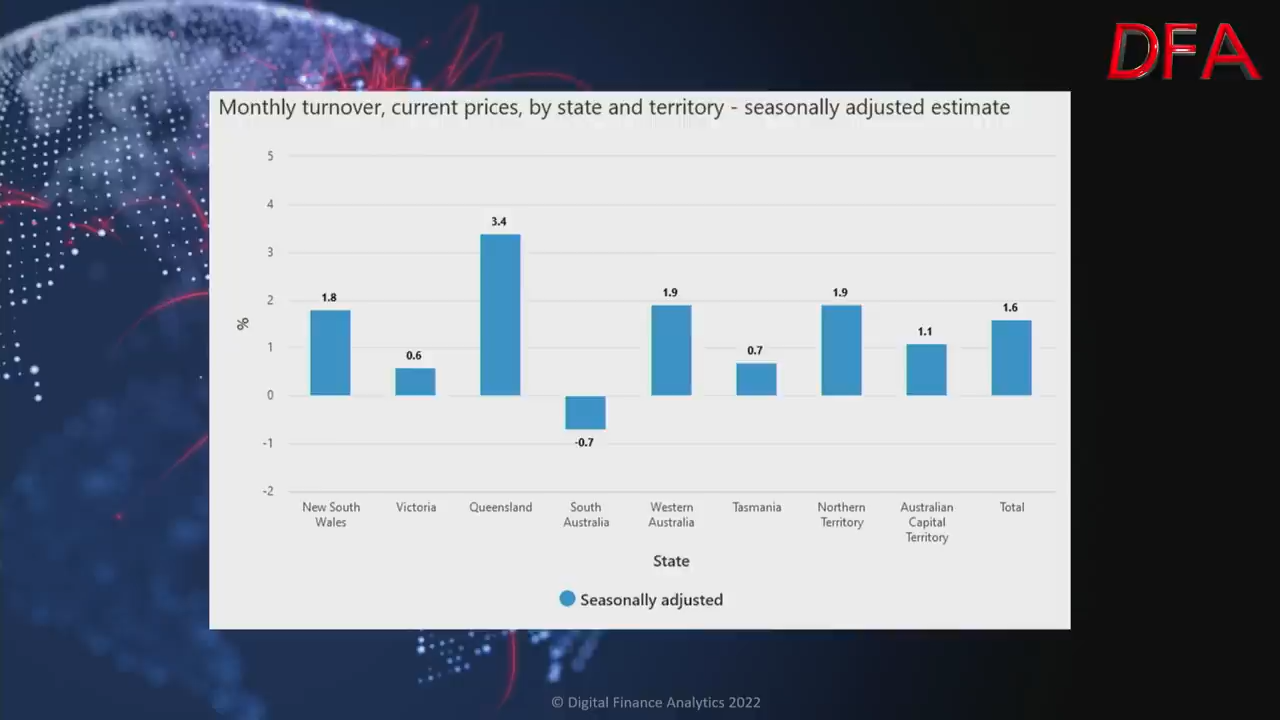 DFA
Monthly turnover, current prices, by state and territory - seasonally adjusted estimate
5
4
3
2
1
0
-1
-2
%
1.8
0.6
3.4
-0.7
1.9
0.7
1.9
1.1
1.6
New South
Wales
Victoria
Queensland
South
Australia
Western
Australia
Tasmania
Northern
Territory
Australian
Capital
Territory
Total
State
Seasonally adjusted
© Digital Finance Analytics 2022